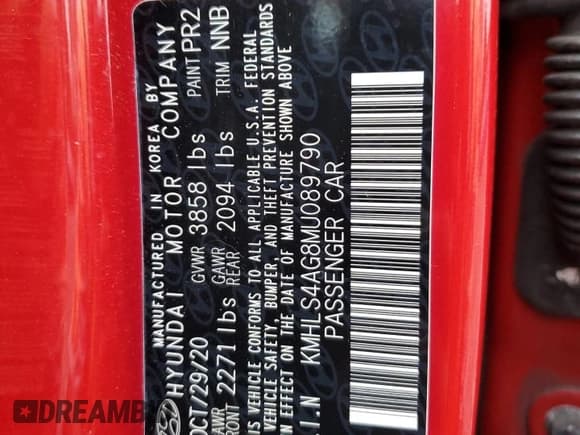 MANUFACTURED IN KOREA BY
HYUNDAI MOTOR COMPANY
OCT/29/20 GVWR 3858 lbs PAINT PR2
GAWR FRONT 2271 lbs GAWR REAR 2094 lbs TRIM NNB
THIS VEHICLE CONFORMS TO ALL APPLICABLE U.S.A. FEDERAL
VEHICLE SAFETY, BUMPER, AND THEFT PREVENTION STANDARDS
IN EFFECT ON THE DATE OF MANUFACTURE SHOWN ABOVE
V.I.N KMHLS4AG8MU089790
PASSENGER CAR
DREAMB